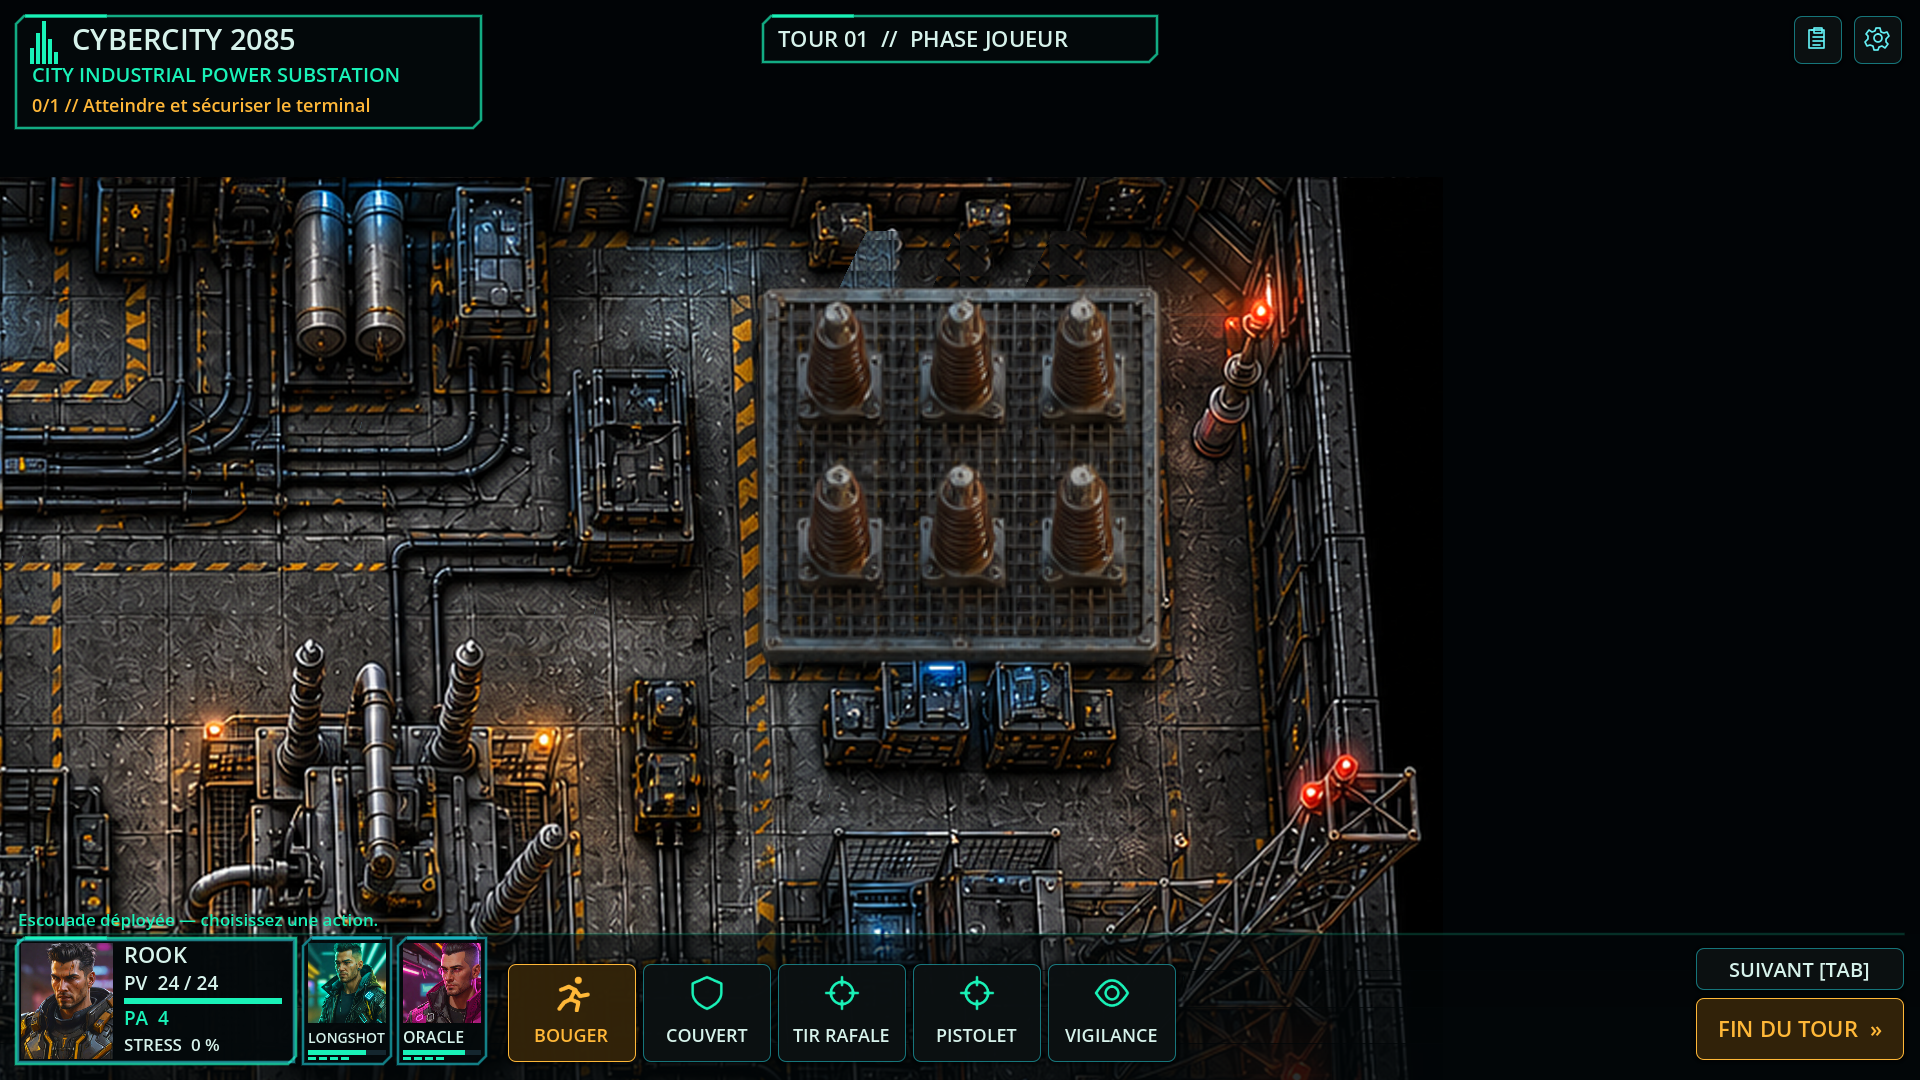 CYBERCITY 2085
CITY INDUSTRIAL POWER SUBSTATION
0/1 // Atteindre et sécuriser le terminal
TOUR 01 // PHASE JOUEUR
Escouade déployée — choisissez une action.
ROOK
PV 24 / 24
PA 4
STRESS 0 %
LONGSHOT
ORACLE
BOUGER
COUVERT
TIR RAFALE
PISTOLET
VIGILANCE
SUIVANT [TAB]
FIN DU TOUR »